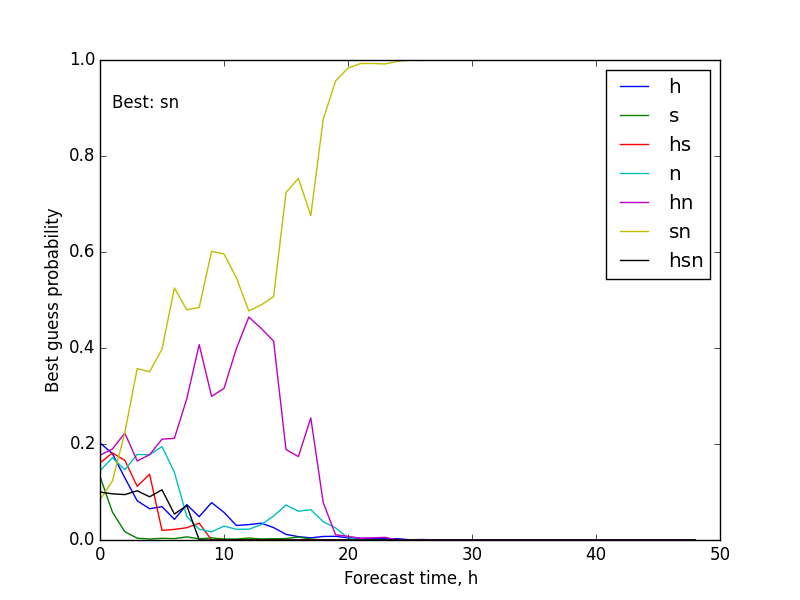 1.0
0.8
0.6
0.4
0.2
0.0
0
10
20
30
40
50
Best guess probability
Forecast time, h
Best: sn
h
s
hs
n
hn
sn
hsn